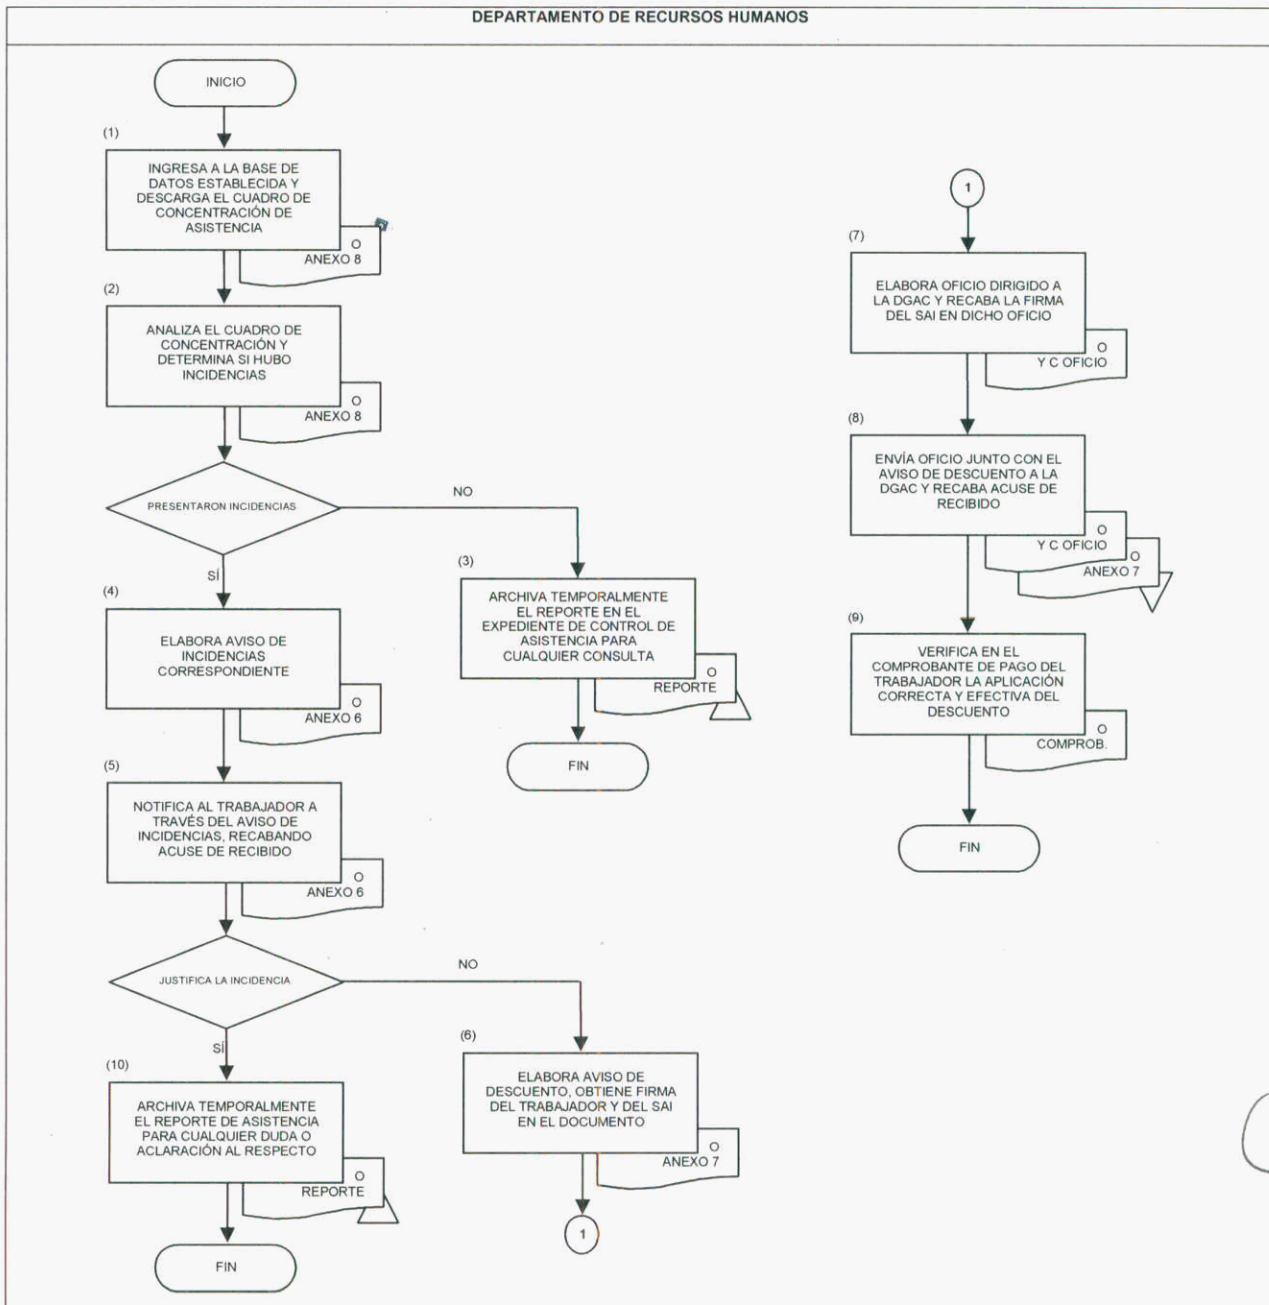 DEPARTAMENTO DE RECURSOS HUMANOS
INICIO
(1)
INGRESA A LA BASE DE
DATOS ESTABLECIDA Y
DESCARGA EL CUADRO DE
CONCENTRACIÓN DE
ASISTENCIA
O
ANEXO 8
(2)
ANALIZA EL CUADRO DE
CONCENTRACIÓN Y
DETERMINA SI HUBO
INCIDENCIAS
O
ANEXO 8
PRESENTARON INCIDENCIAS
NO
SÍ
(3)
ARCHIVA TEMPORALMENTE
EL REPORTE EN EL
EXPEDIENTE DE CONTROL DE
ASISTENCIA PARA
CUALQUIER CONSULTA
O
REPORTE
FIN
(4)
ELABORA AVISO DE
INCIDENCIAS
CORRESPONDIENTE
O
ANEXO 6
(5)
NOTIFICA AL TRABAJADOR A
TRAVÉS DEL AVISO DE
INCIDENCIAS, RECABANDO
ACUSE DE RECIBIDO
O
ANEXO 6
JUSTIFICA LA INCIDENCIA
NO
SÍ
(10)
ARCHIVA TEMPORALMENTE
EL REPORTE DE ASISTENCIA
PARA CUALQUIER DUDA O
ACLARACIÓN AL RESPECTO
O
REPORTE
FIN
(6)
ELABORA AVISO DE
DESCUENTO, OBTIENE FIRMA
DEL TRABAJADOR Y DEL SAI
EN EL DOCUMENTO
O
ANEXO 7
1
1
(7)
ELABORA OFICIO DIRIGIDO A
LA DGAC Y RECABA LA FIRMA
DEL SAI EN DICHO OFICIO
O
Y C OFICIO
(8)
ENVÍA OFICIO JUNTO CON EL
AVISO DE DESCUENTO A LA
DGAC Y RECABA ACUSE DE
RECIBIDO
O
Y C OFICIO
O
ANEXO 7
(9)
VERIFICA EN EL
COMPROBANTE DE PAGO DEL
TRABAJADOR LA APLICACIÓN
CORRECTA Y EFECTIVA DEL
DESCUENTO
O
COMPROB.
FIN